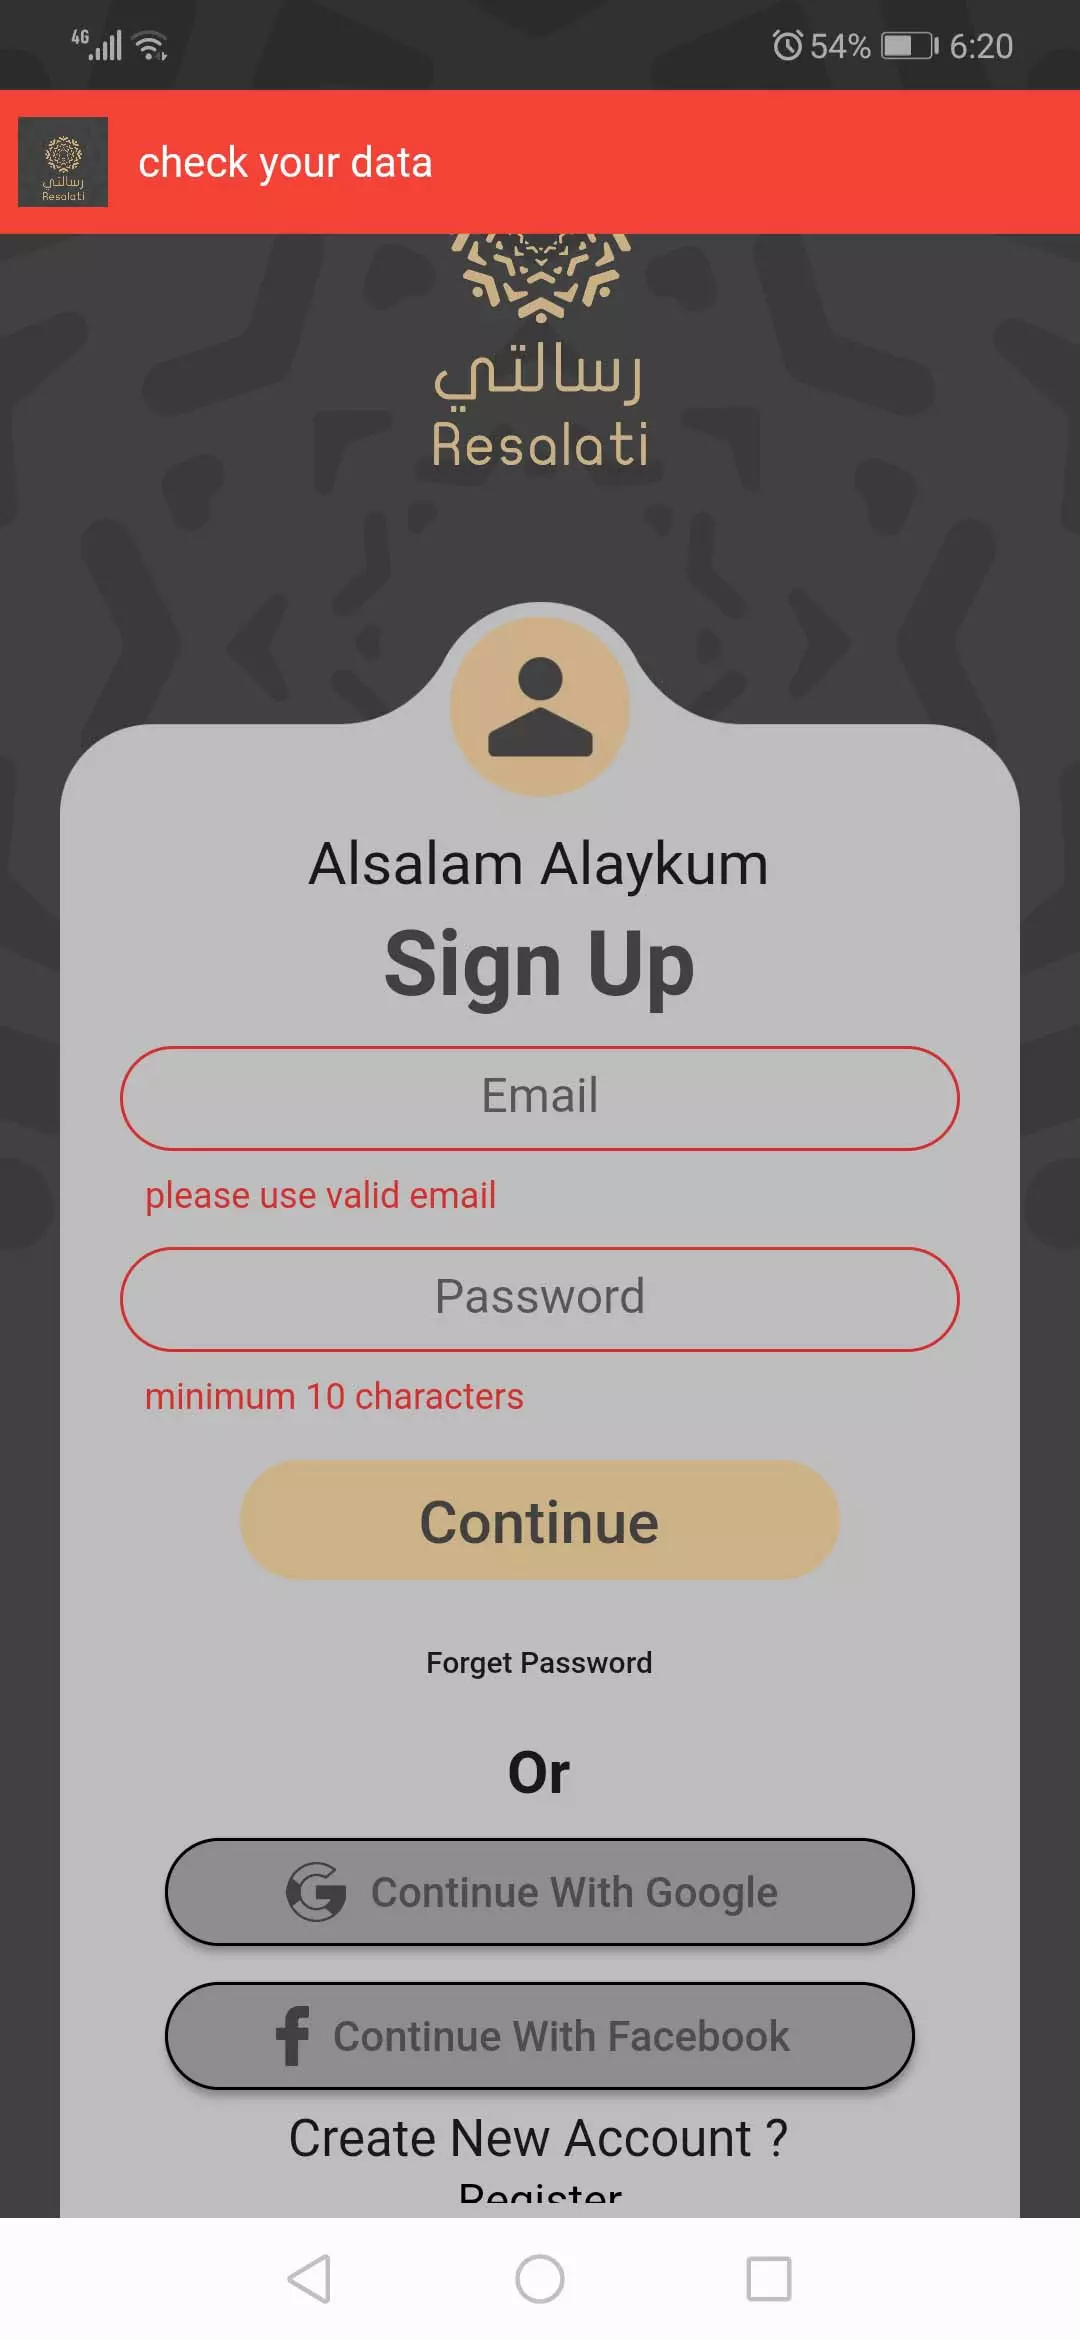 4G 54% 6:20
رسالتي
Resalati
check your data
رسالتي
Resalati
Alsalam Alaykum
Sign Up
Email
please use valid email
Password
minimum 10 characters
Continue
Forget Password
Or
Continue With Google
Continue With Facebook
Create New Account ?
Register